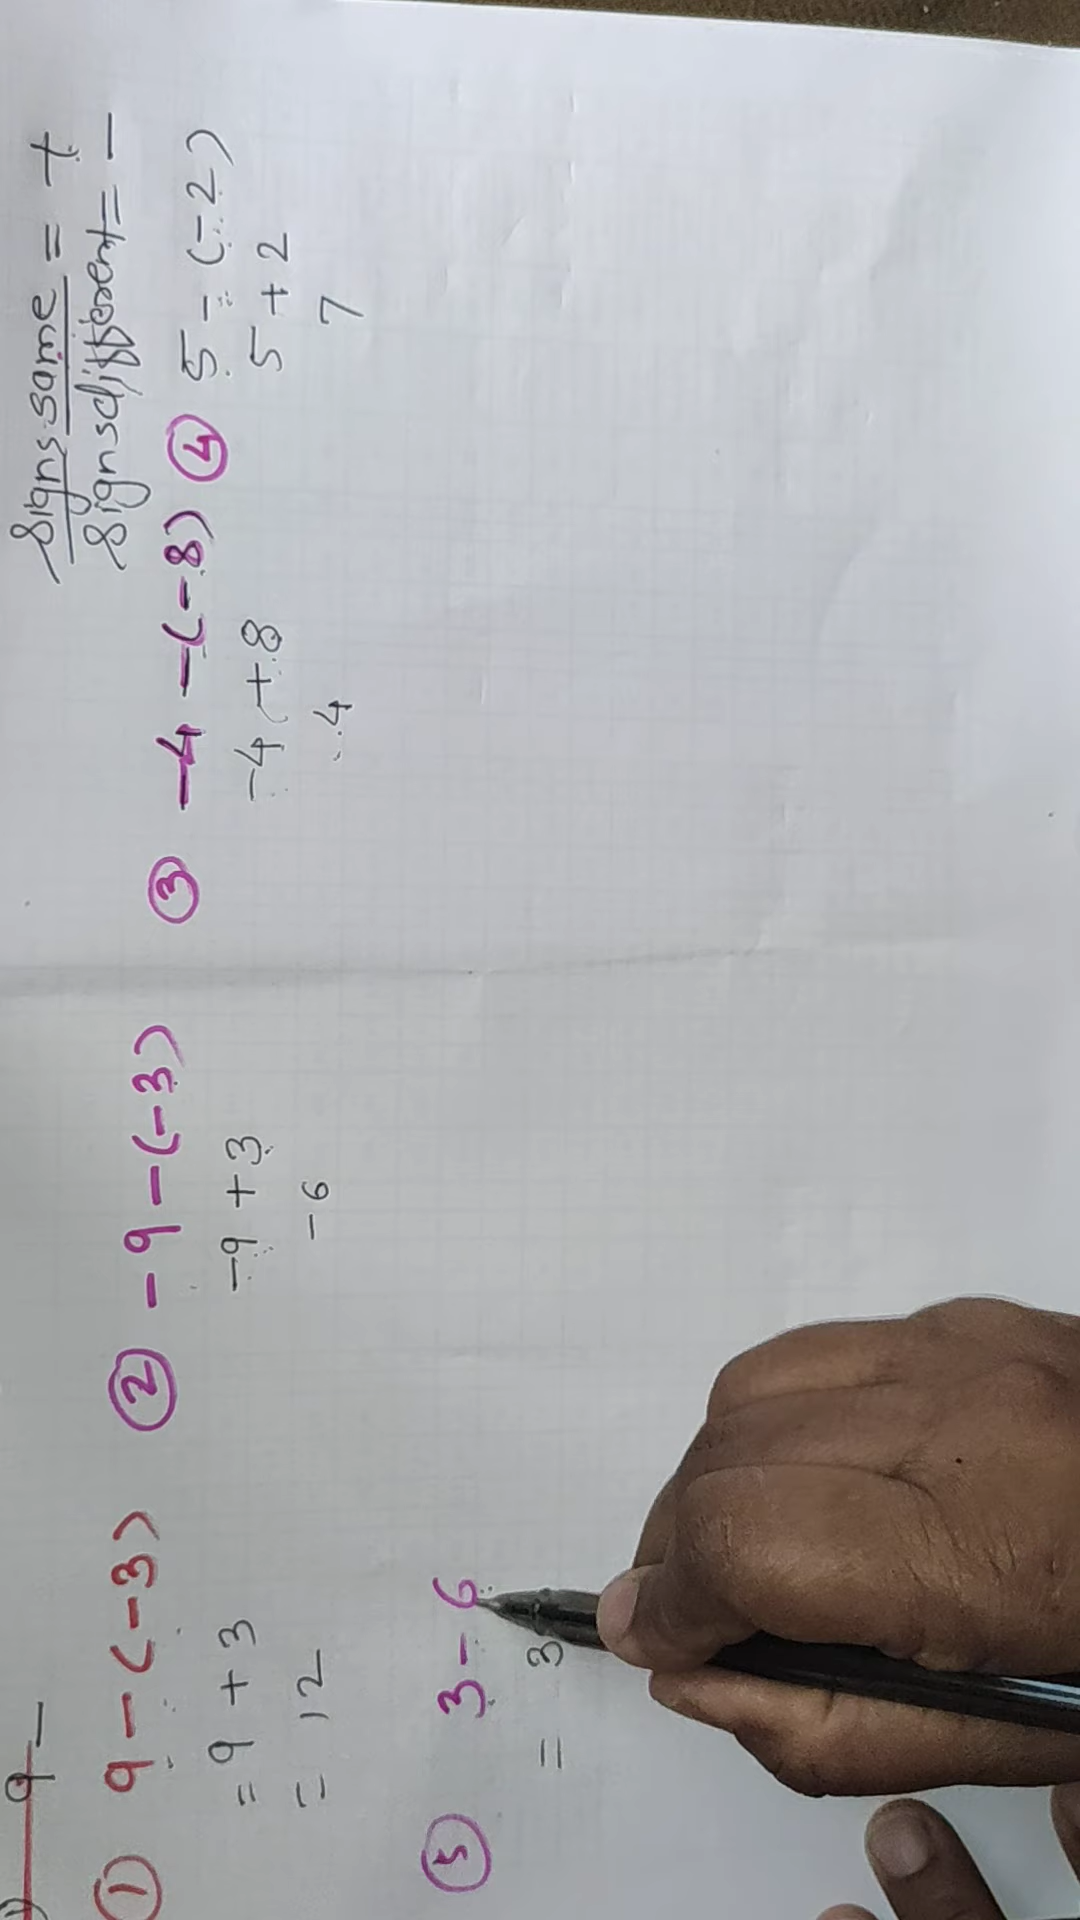 Signs same = +
Signs different = -
9 -
① 9 - (-3)
= 9 + 3
= 12
② - 9 - (-3)
-9 + 3
- 6
③ -4 - (-8)
-4 + 8
4
④ 5 - (-2)
5 + 2
7
⑤ 3 - 6
= 3